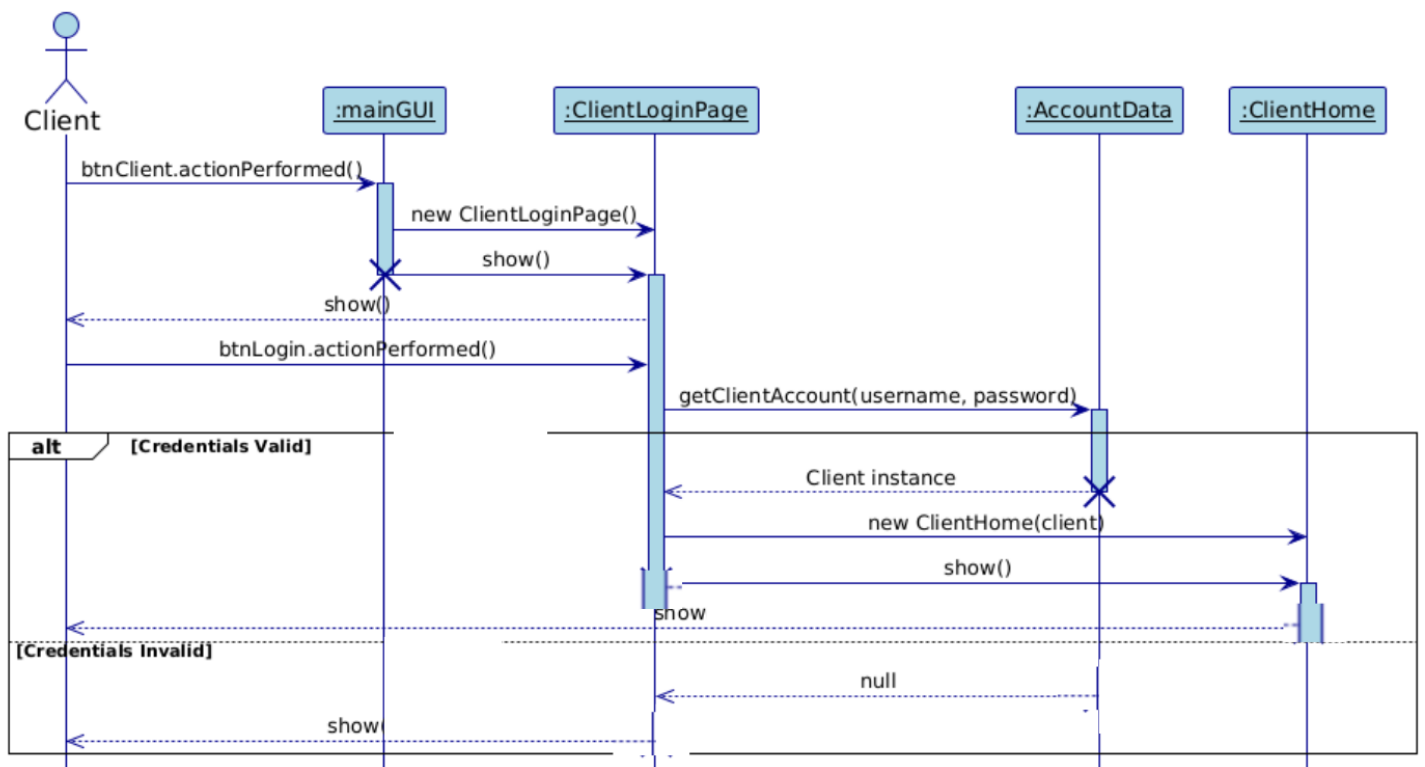 Client
:mainGUI
:ClientLoginPage
:AccountData
:ClientHome
btnClient.actionPerformed()
new ClientLoginPage()
show()
show()
btnLogin.actionPerformed()
getClientAccount(username, password)
alt
[Credentials Valid]
Client instance
new ClientHome(client)
show()
show
[Credentials Invalid]
null
show(